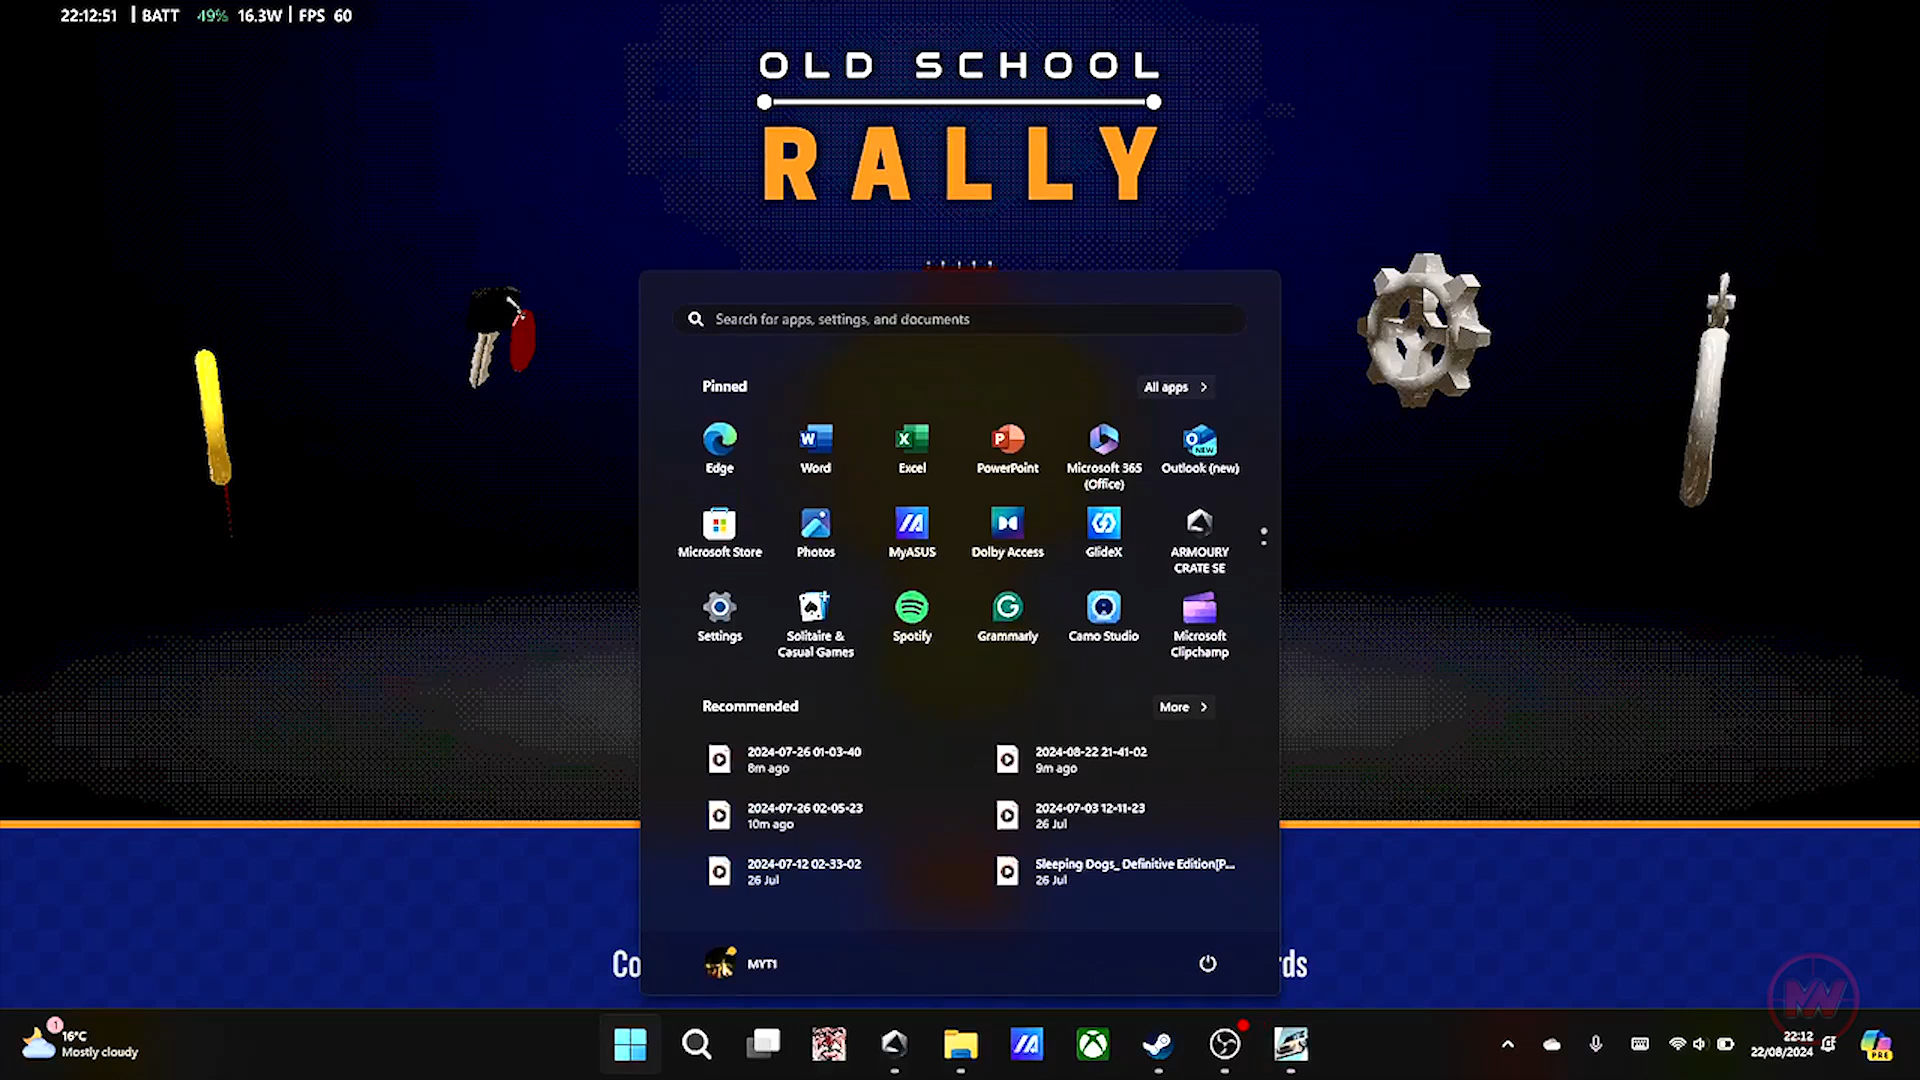 22:12:51 | BATT 49% 16.3W | FPS 60
OLD SCHOOL
RALLY
Search for apps, settings, and documents
Pinned
All apps
Edge
Word
Excel
PowerPoint
Microsoft 365
(Office)
Outlook (new)
Microsoft Store
Photos
MyASUS
Dolby Access
GlideX
ARMOURY
CRATE SE
Settings
Solitaire &
Casual Games
Spotify
Grammarly
Camo Studio
Microsoft
Clipchamp
Recommended
More
2024-07-26 01-03-40
8m ago
2024-08-22 21-41-02
9m ago
2024-07-26 02-05-23
10m ago
2024-07-03 12-11-23
26 Jul
2024-07-12 02-33-02
26 Jul
Sleeping Dogs_ Definitive Edition[P...
26 Jul
Co
rds
MYT1
1
16°C
Mostly cloudy
22:12
22/08/2024
PRE